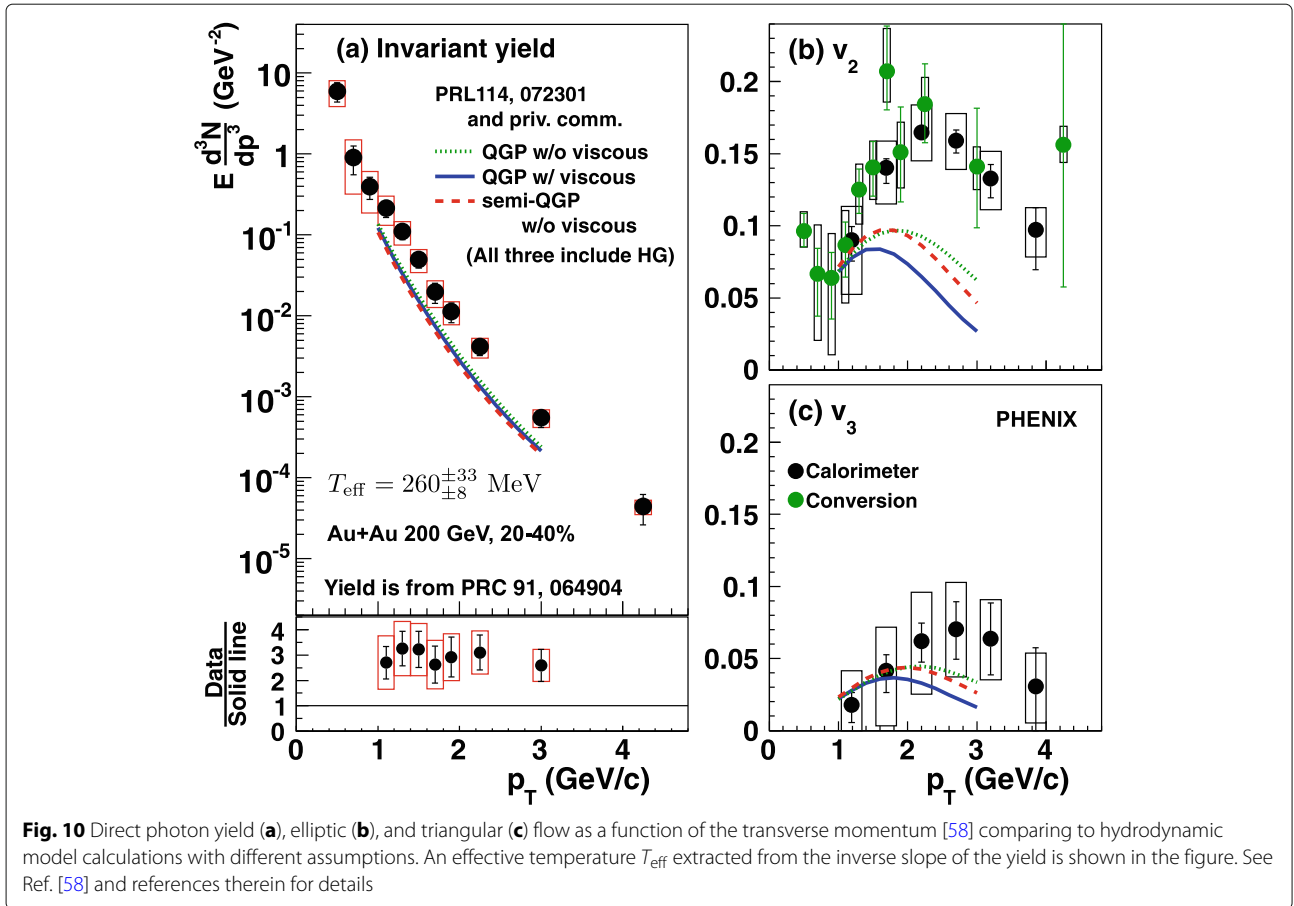 (a) Invariant yield
E d³N/dp³ (GeV⁻²)
PRL114, 072301
and priv. comm.
QGP w/o viscous
QGP w/ viscous
semi-QGP
w/o viscous
(All three include HG)
10
1
10⁻¹
10⁻²
10⁻³
10⁻⁴
10⁻⁵
T_eff = 260^{±33}_{±8} MeV
Au+Au 200 GeV, 20-40%
Yield is from PRC 91, 064904
Data
Solid line
4
3
2
1
0
0 1 2 3 4
p_T (GeV/c)
(b) v₂
0.2
0.15
0.1
0.05
0
(c) v₃
PHENIX
Calorimeter
Conversion
0.2
0.15
0.1
0.05
0
0 1 2 3 4
p_T (GeV/c)
Fig. 10 Direct photon yield (a), elliptic (b), and triangular (c) flow as a function of the transverse momentum [58] comparing to hydrodynamic
model calculations with different assumptions. An effective temperature T_eff extracted from the inverse slope of the yield is shown in the figure. See
Ref. [58] and references therein for details